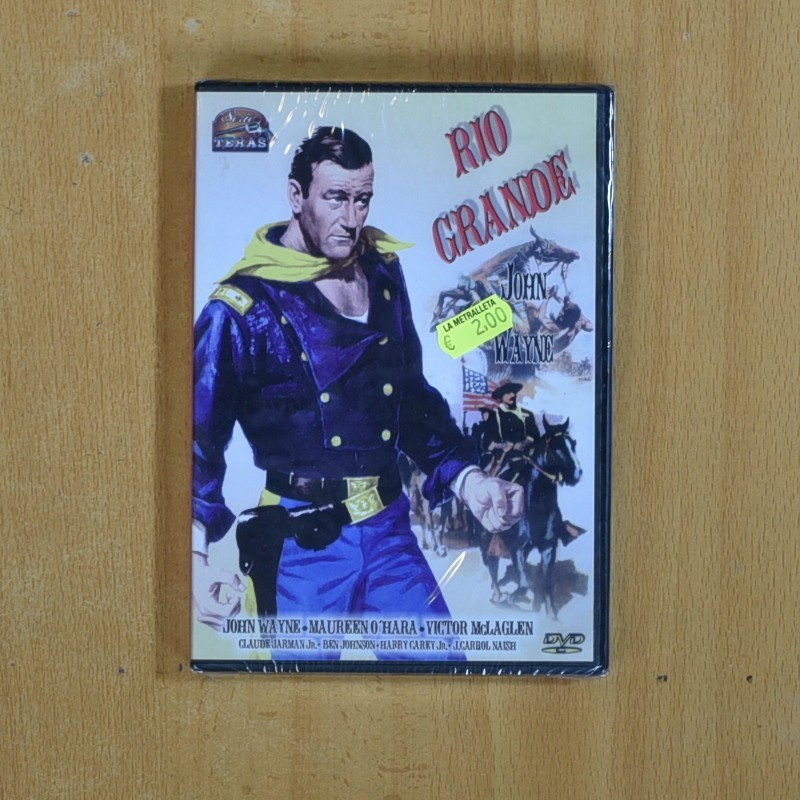 Serie
TEXAS
RIO
GRANDE
JOHN
WAYNE
LA METRALLETA
€ 2,00
JOHN WAYNE • MAUREEN O'HARA • VICTOR McLAGLEN
CLAUDE JARMAN Jr. • BEN JOHNSON • HARRY CAREY Jr. • J. CARROL NAISH
DVD